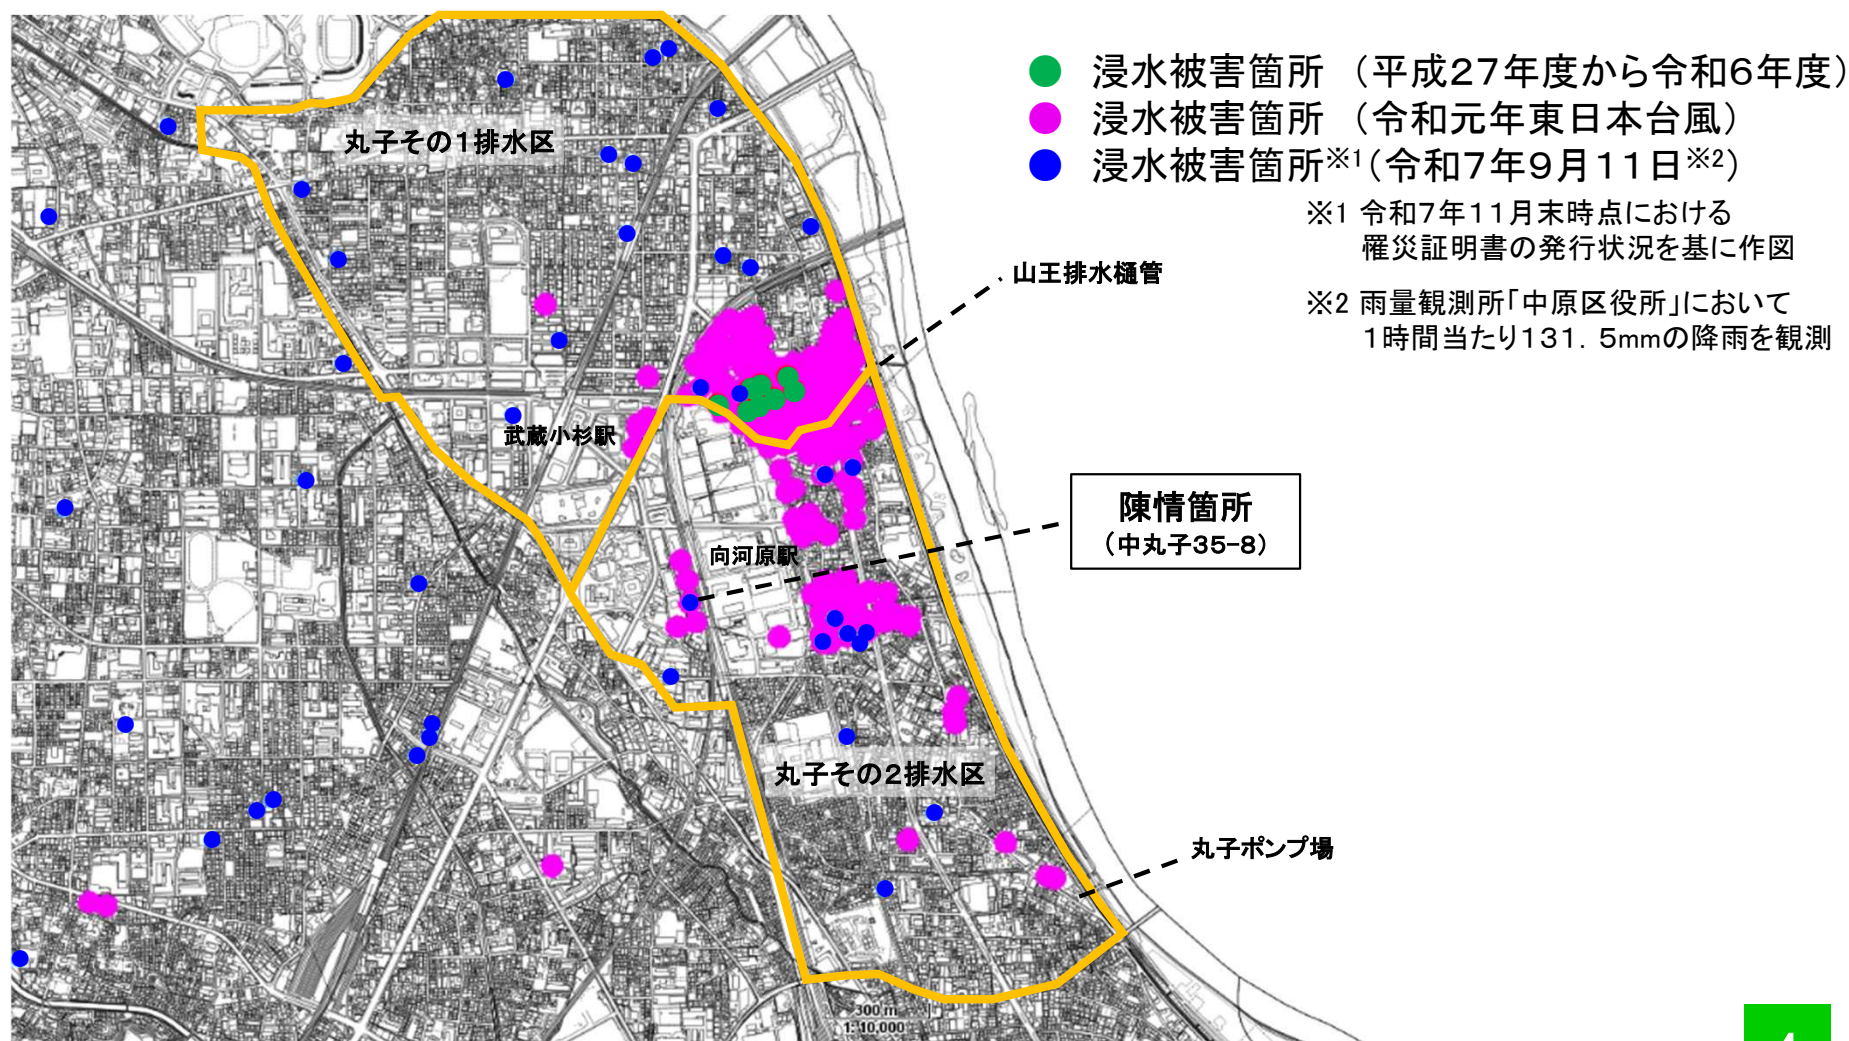 浸水被害箇所 （平成27年度から令和6年度）
浸水被害箇所 （令和元年東日本台風）
浸水被害箇所※1（令和7年9月11日※2）
※1 令和7年11月末時点における
罹災証明書の発行状況を基に作図
※2 雨量観測所「中原区役所」において
1時間当たり131．5mmの降雨を観測
丸子その1排水区
山王排水樋管
武蔵小杉駅
陳情箇所
（中丸子35-8）
向河原駅
丸子その2排水区
丸子ポンプ場
300 m
1: 10,000